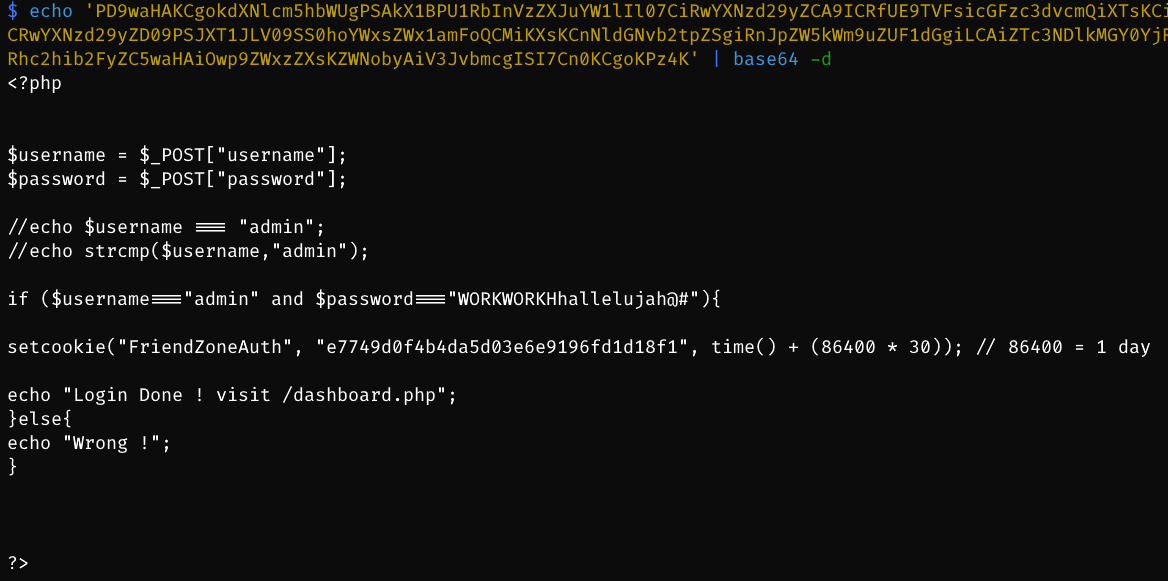 $ echo 'PD9waHAKCgokdXNlcm5hbWUgPSAkX1BPU1RbInVzZXJuYW1lIl07CiRwYXNzd29yZCA9ICRfUE9TVFsicGFzc3dvcmQiXTsKCi
CRwYXNzd29yZD09PSJXT1JLV09SS0hoYWxsZWx1amFoQCMiKXsKCnNldGNvb2tpZSgiRnJpZW5kWm9uZUF1dGgiLCAiZTc3NDlkMGY0YjR
Rhc2hib2FyZC5waHAiOwp9ZWxzZXsKZWNobyAiV3JvbmcgISI7Cn0KCgoKPz4K' | base64 -d
<?php
$username = $_POST["username"];
$password = $_POST["password"];
//echo $username === "admin";
//echo strcmp($username,"admin");
if ($username==="admin" and $password==="WORKWORKHhallelujah@#"){
setcookie("FriendZoneAuth", "e7749d0f4b4da5d03e6e9196fd1d18f1", time() + (86400 * 30)); // 86400 = 1 day
echo "Login Done ! visit /dashboard.php";
}else{
echo "Wrong !";
}
?>